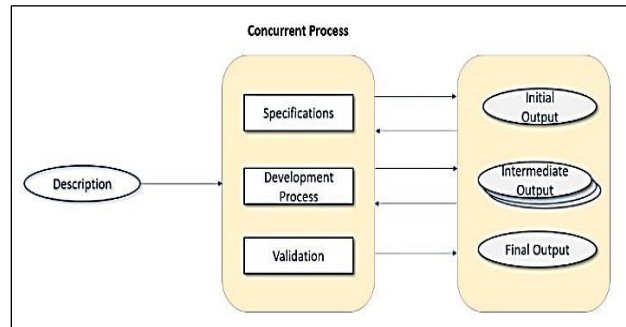 Concurrent Process
Specifications
Initial
Output
Description
Development
Process
Intermediate
Output
Validation
Final Output